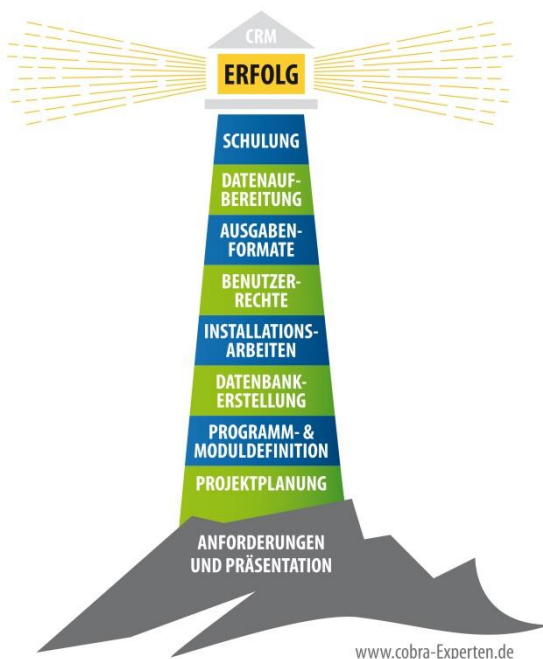 CRM
ERFOLG
SCHULUNG
DATENAUF-
BEREITUNG
AUSGABEN-
FORMATE
BENUTZER-
RECHTE
INSTALLATIONS-
ARBEITEN
DATENBANK-
ERSTELLUNG
PROGRAMM- &
MODULDEFINITION
PROJEKTPLANUNG
ANFORDERUNGEN
UND PRÄSENTATION
www.cobra-Experten.de